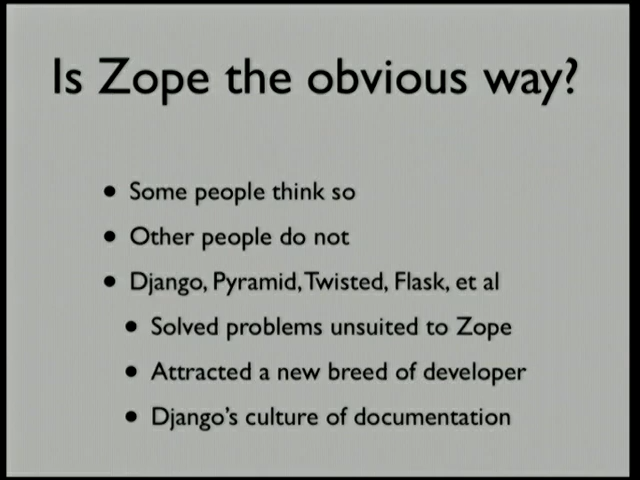 Is Zope the obvious way?
• Some people think so
• Other people do not
• Django, Pyramid, Twisted, Flask, et al
• Solved problems unsuited to Zope
• Attracted a new breed of developer
• Django's culture of documentation